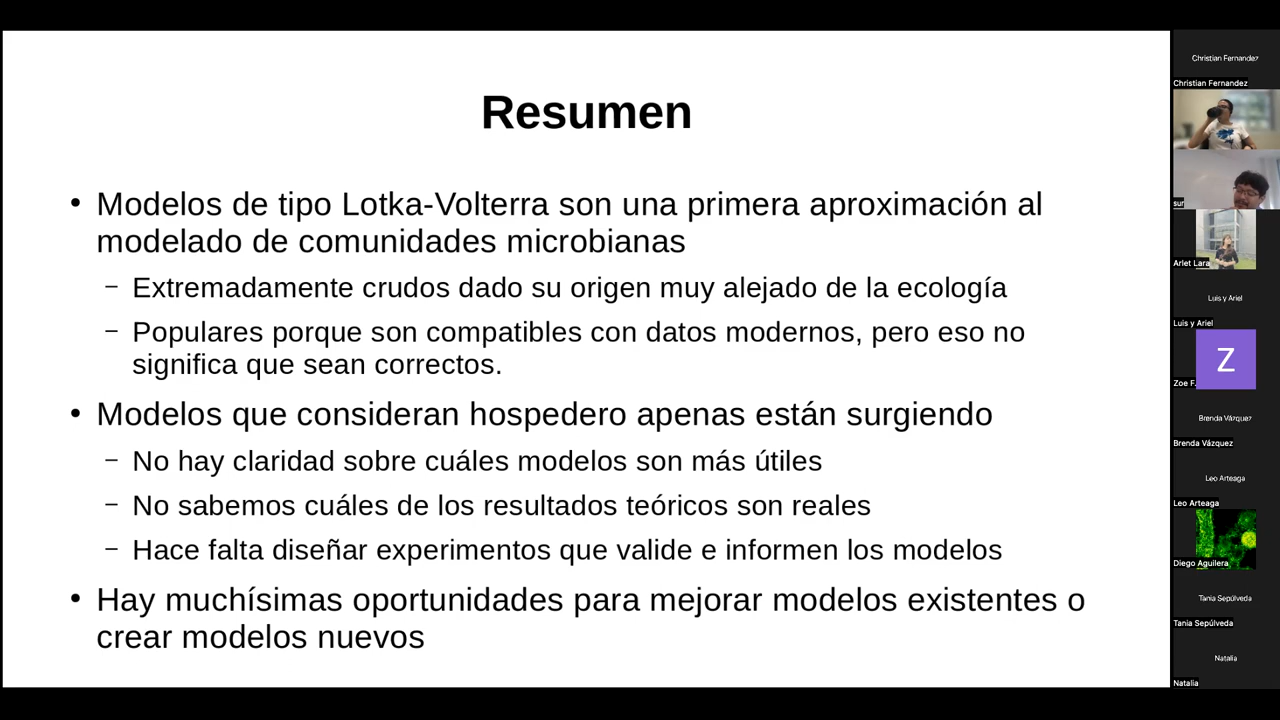 Resumen
• Modelos de tipo Lotka-Volterra son una primera aproximación al
modelado de comunidades microbianas
– Extremadamente crudos dado su origen muy alejado de la ecología
– Populares porque son compatibles con datos modernos, pero eso no
significa que sean correctos.
• Modelos que consideran hospedero apenas están surgiendo
– No hay claridad sobre cuáles modelos son más útiles
– No sabemos cuáles de los resultados teóricos son reales
– Hace falta diseñar experimentos que valide e informen los modelos
• Hay muchísimas oportunidades para mejorar modelos existentes o
crear modelos nuevos
Christian Fernandez
Christian Fernandez
sur
Arlet Lara
Luis y Ariel
Luis y Ariel
Z
Zoe F.
Brenda Vázquez
Brenda Vázquez
Leo Arteaga
Leo Arteaga
Diego Aguilera
Tania Sepúlveda
Tania Sepúlveda
Natalia
Natalia